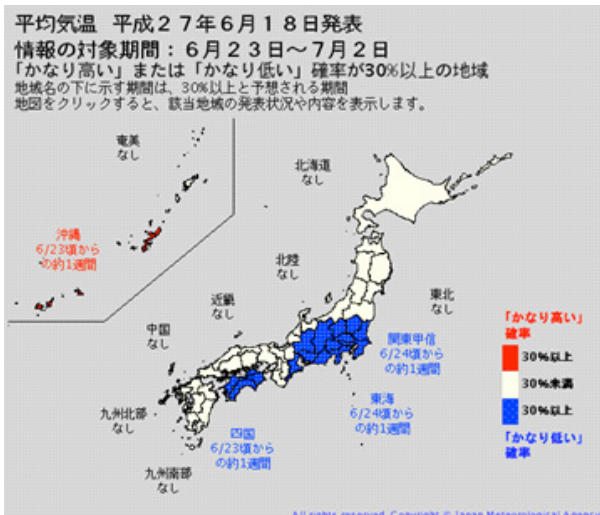 平均気温 平成27年6月18日発表
情報の対象期間：6月23日～7月2日
「かなり高い」または「かなり低い」確率が30%以上の地域
地域名の下に示す期間は、30%以上と予想される期間
地図をクリックすると、該当地域の発表状況や内容を表示します。
奄美
なし
北海道
なし
沖縄
6/23頃から
の約1週間
北陸
なし
東北
なし
近畿
なし
中国
なし
関東甲信
6/24頃から
の約1週間
東海
6/24頃から
の約1週間
九州北部
なし
四国
6/23頃から
の約1週間
九州南部
なし
「かなり高い」
確率
30%以上
30%未満
30%以上
「かなり低い」
確率
All rights reserved. Copyright © Japan Meteorological Agency